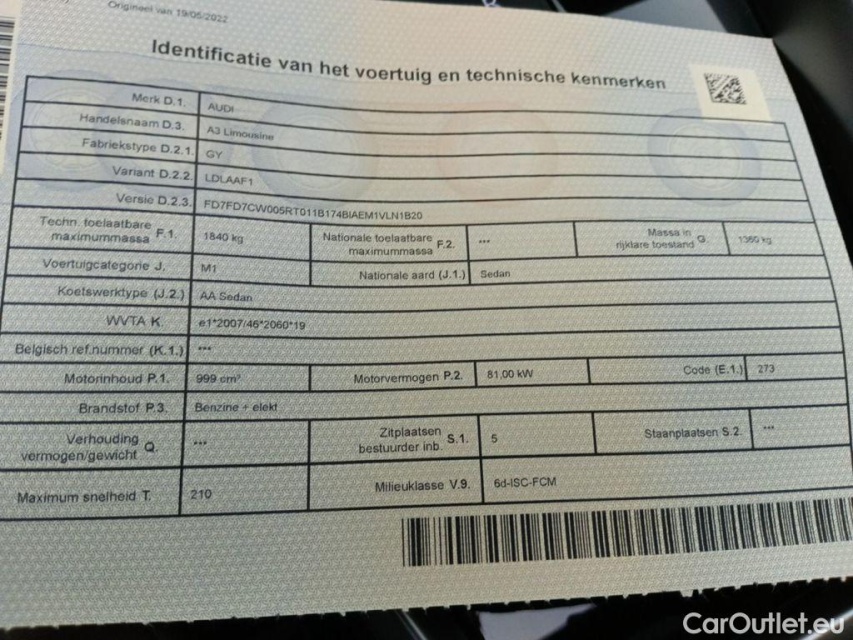 Origineel van 19/05/2022
Identificatie van het voertuig en technische kenmerken
Merk D.1. AUDI
Handelsnaam D.3. A3 Limousine
Fabriekstype D.2.1. GY
Variant D.2.2. LDLAAF1
Versie D.2.3. FD7FD7CW005RT011B174BIAEM1VLN1B20
Techn. toelaatbare maximummassa F.1. 1840 kg Nationale toelaatbare maximummassa F.2. *** Massa in rijklare toestand G. 1360 kg
Voertuigcategorie J. M1 Nationale aard (J.1.) Sedan
Koetswerktype (J.2.) AA Sedan
WVTA K. e1*2007/46*2060*19
Belgisch ref.nummer (K.1.) ***
Motorinhoud P.1. 999 cm³ Motorvermogen P.2. 81,00 kW Code (E.1.) 273
Brandstof P.3. Benzine + elekt
Verhouding vermogen/gewicht Q. *** Zitplaatsen bestuurder inb. S.1. 5 Staanplaatsen S.2. ***
Maximum snelheid T. 210 Milieuklasse V.9. 6d-ISC-FCM
CarOutlet.eu